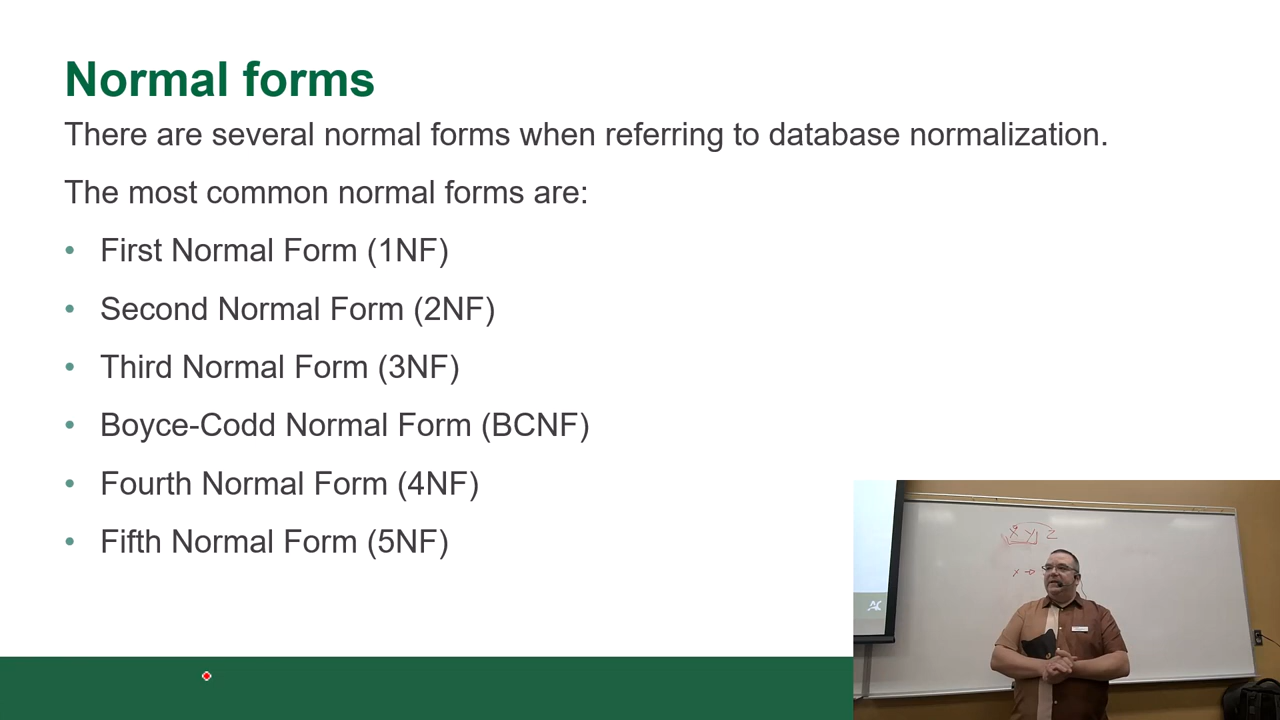 Normal forms
There are several normal forms when referring to database normalization.
The most common normal forms are:
• First Normal Form (1NF)
• Second Normal Form (2NF)
• Third Normal Form (3NF)
• Boyce-Codd Normal Form (BCNF)
• Fourth Normal Form (4NF)
• Fifth Normal Form (5NF)
X Y Z
X →
AC